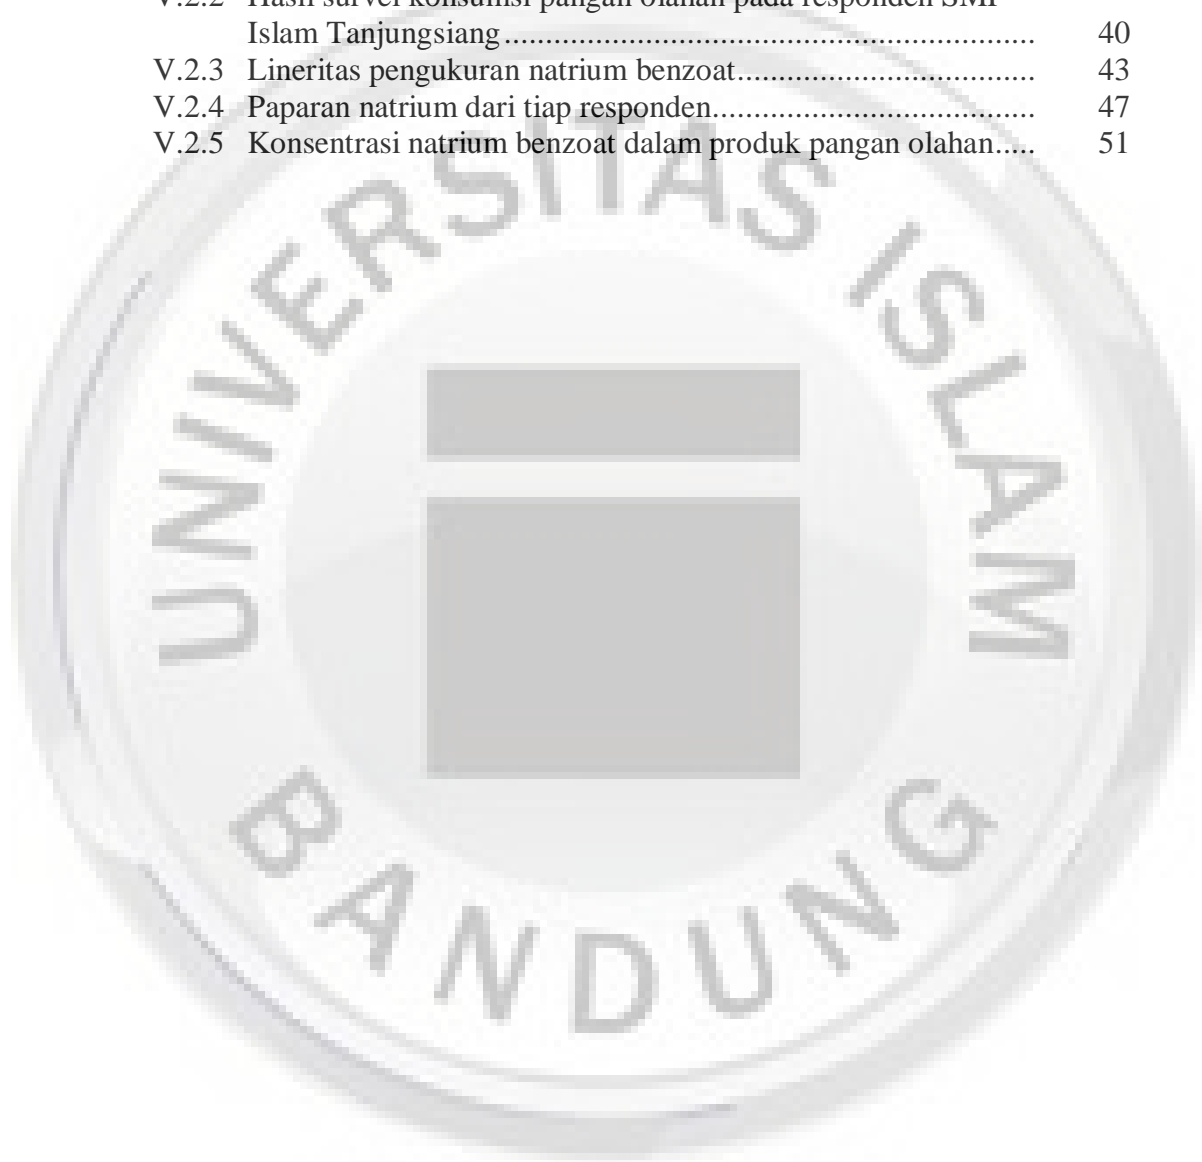 V.2.2 Hasil survei konsumsi pangan olahan pada responden SMP
Islam Tanjungsiang.................................................................. 40
V.2.3 Lineritas pengukuran natrium benzoat..................................... 43
V.2.4 Paparan natrium dari tiap responden........................................ 47
V.2.5 Konsentrasi natrium benzoat dalam produk pangan olahan..... 51
UNIVERSITAS ISLAM
BANDUNG